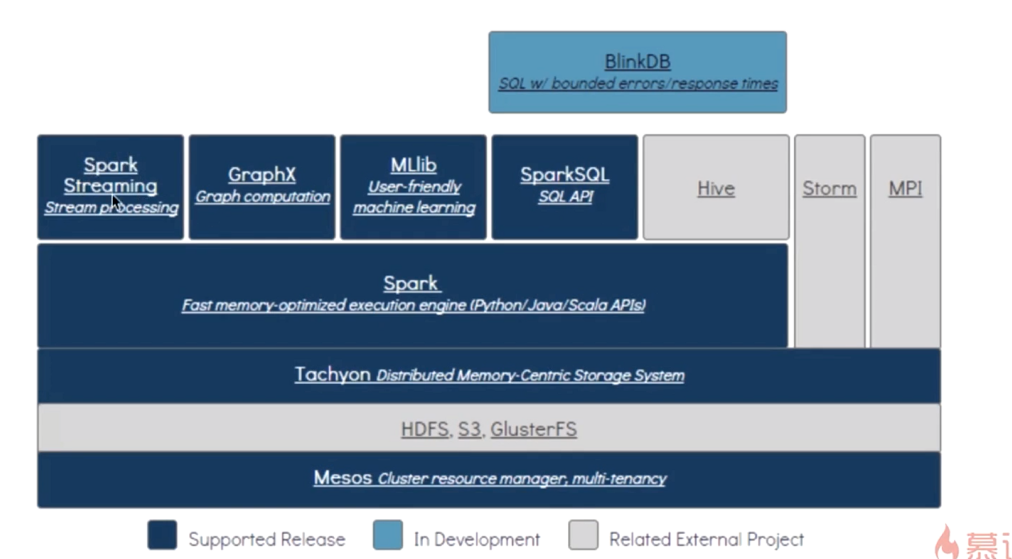 BlinkDB
SQL w/ bounded errors/response times
Spark
Streaming
Stream processing
GraphX
Graph computation
MLlib
User-friendly
machine learning
SparkSQL
SQL API
Hive
Storm
MPI
Spark
Fast memory-optimized execution engine (Python/Java/Scala APIs)
Tachyon Distributed Memory-Centric Storage System
HDFS, S3, GlusterFS
Mesos Cluster resource manager, multi-tenancy
Supported Release
In Development
Related External Project
慕